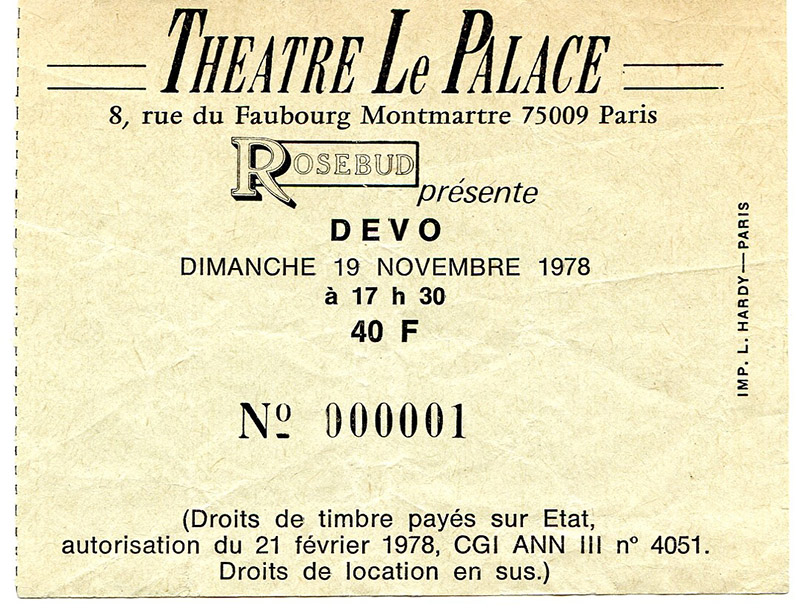 THEATRE Le PALACE
8, rue du Faubourg Montmartre 75009 Paris
ROSEBUD
présente
DEVO
DIMANCHE 19 NOVEMBRE 1978
à 17 h 30
40 F
Nº 000001
(Droits de timbre payés sur Etat,
autorisation du 21 février 1978, CGI ANN III n° 4051.
Droits de location en sus.)
IMP. L. HARDY — PARIS